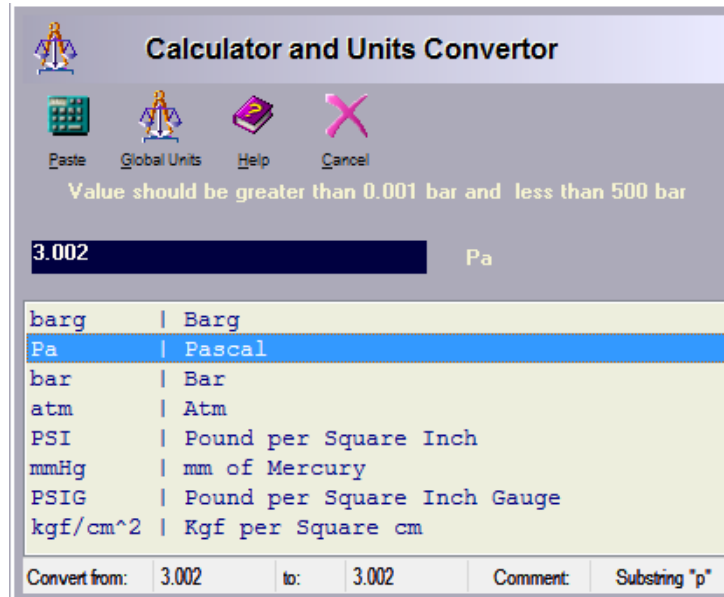 Calculator and Units Convertor
Paste Global Units Help Cancel
Value should be greater than 0.001 bar and less than 500 bar
3.002 Pa
barg | Barg
Pa | Pascal
bar | Bar
atm | Atm
PSI | Pound per Square Inch
mmHg | mm of Mercury
PSIG | Pound per Square Inch Gauge
kgf/cm^2 | Kgf per Square cm
Convert from: 3.002 to: 3.002 Comment: Substring "p"